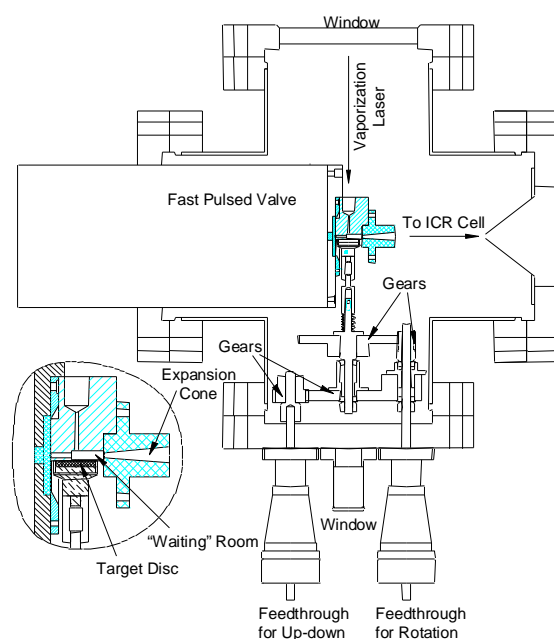 Window
Vaporization
Laser
Fast Pulsed Valve
To ICR Cell
Gears
Gears
Expansion
Cone
Window
"Waiting" Room
Target Disc
Feedthrough
for Up-down
Feedthrough
for Rotation